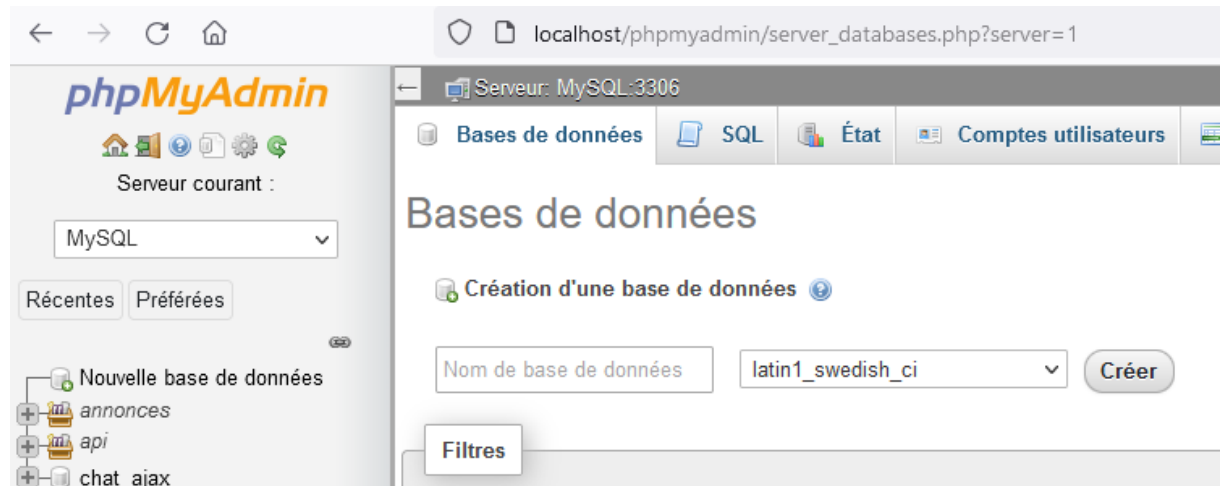 localhost/phpmyadmin/server_databases.php?server=1
phpMyAdmin
Serveur courant :
MySQL
Récentes Préférées
Nouvelle base de données
annonces
api
chat_ajax
Serveur: MySQL:3306
Bases de données SQL État Comptes utilisateurs
Bases de données
Création d'une base de données
Nom de base de données latin1_swedish_ci Créer
Filtres